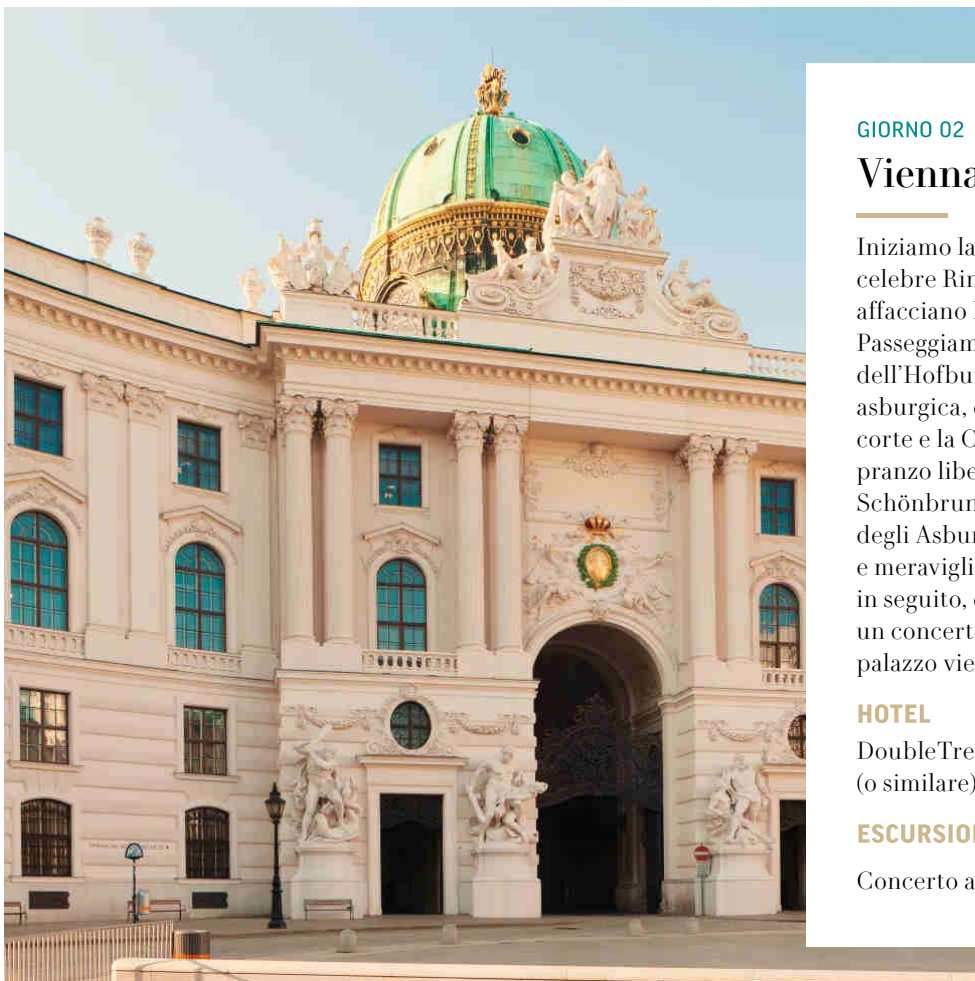 GIORNO 02
Vienna
Iniziamo la
celebre Rin
affacciano
Passeggiam
dell'Hofbu
asburgica,
corte e la C
pranzo libe
Schönbrun
degli Asbu
e meravigli
in seguito,
un concert
palazzo vie
HOTEL
DoubleTre
(o similare)
ESCURSION
Concerto a